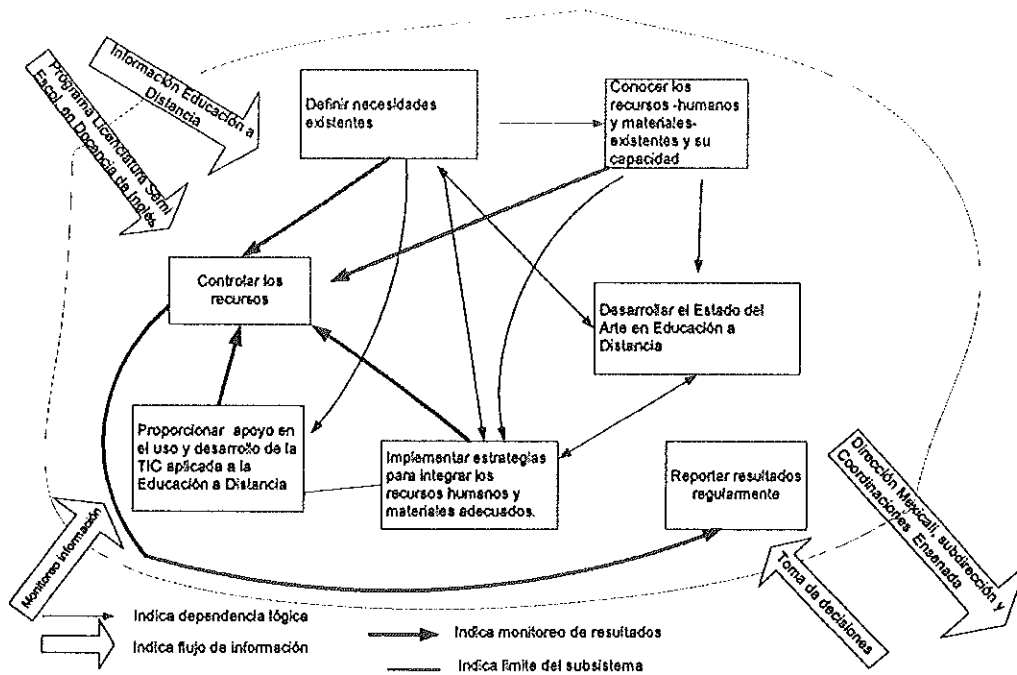 Información Educación a
Distancia
Programa Licenciatura Semi
Escol. en Docencia de Inglés
Definir necesidades
existentes
Conocer los
recursos -humanos
y materiales-
existentes y su
capacidad
Controlar los
recursos
Desarrollar el Estado del
Arte en Educación a
Distancia
Proporcionar apoyo en
el uso y desarrollo de la
TIC aplicada a la
Educación a Distancia
Implementar estrategias
para integrar los
recursos humanos y
materiales adecuados.
Reportar resultados
regularmente
Dirección Mexicali, subdirección y
Coordinaciones Ensenada
Monitoreo información
Toma de decisiones
Indica dependencia lógica
Indica flujo de información
Indica monitoreo de resultados
Indica límite del subsistema